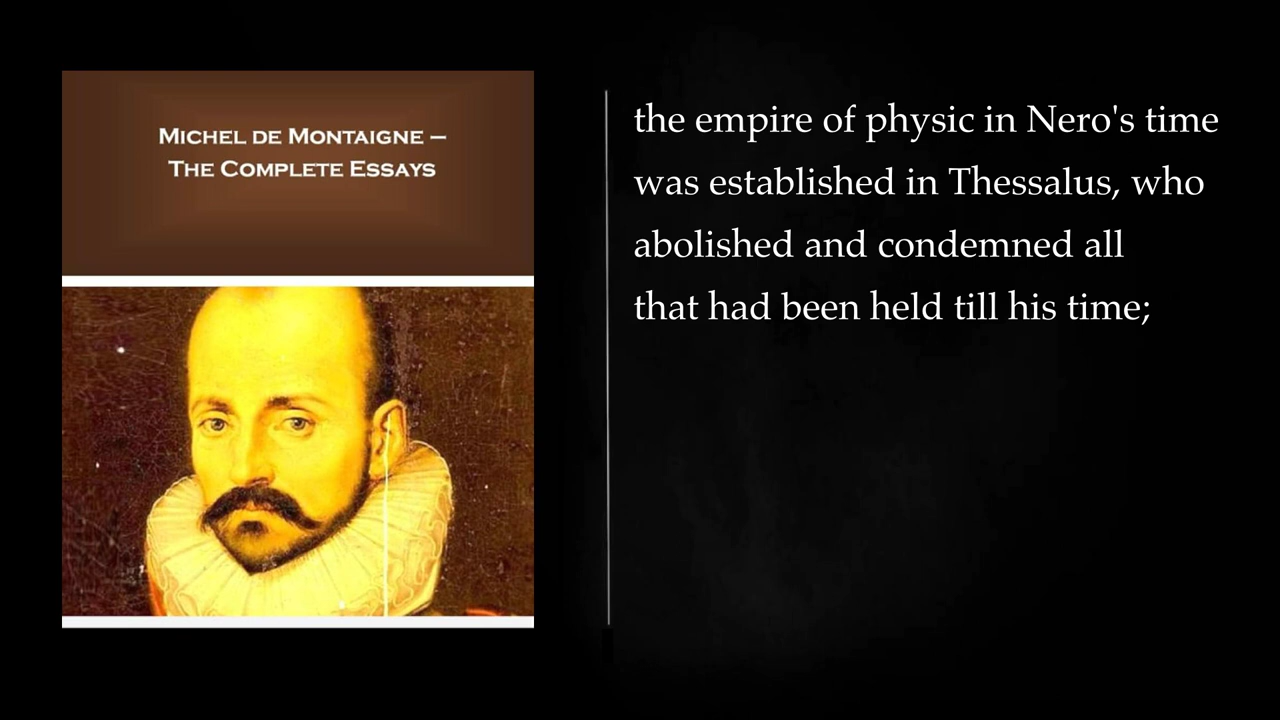 MICHEL DE MONTAIGNE –
THE COMPLETE ESSAYS
the empire of physic in Nero's time
was established in Thessalus, who
abolished and condemned all
that had been held till his time;